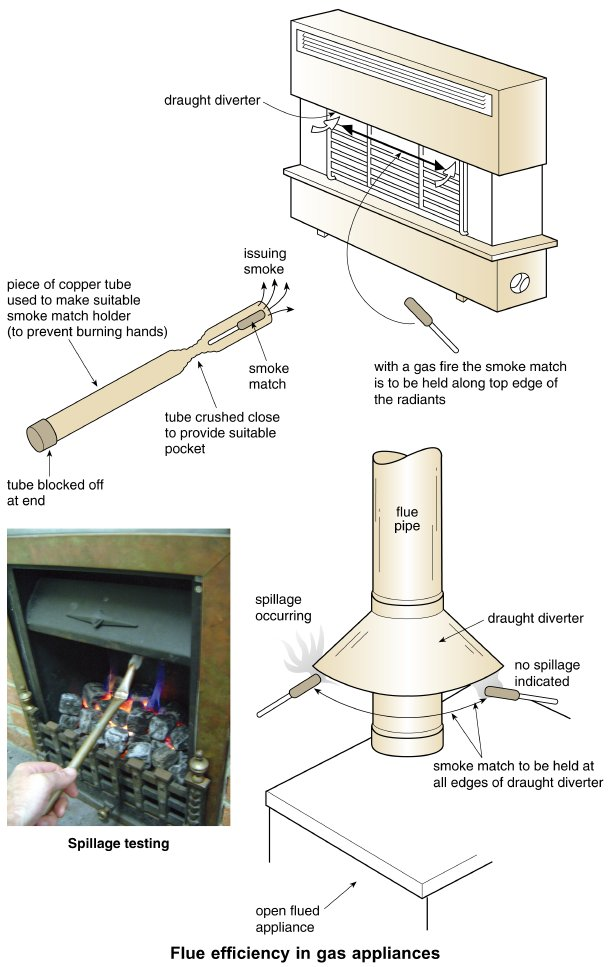 draught diverter
issuing
smoke
piece of copper tube
used to make suitable
smoke match holder
(to prevent burning hands)
smoke
match
with a gas fire the smoke match
is to be held along top edge of
the radiants
tube crushed close
to provide suitable
pocket
tube blocked off
at end
flue
pipe
spillage
occurring
draught diverter
no spillage
indicated
smoke match to be held at
all edges of draught diverter
Spillage testing
open flued
appliance
Flue efficiency in gas appliances